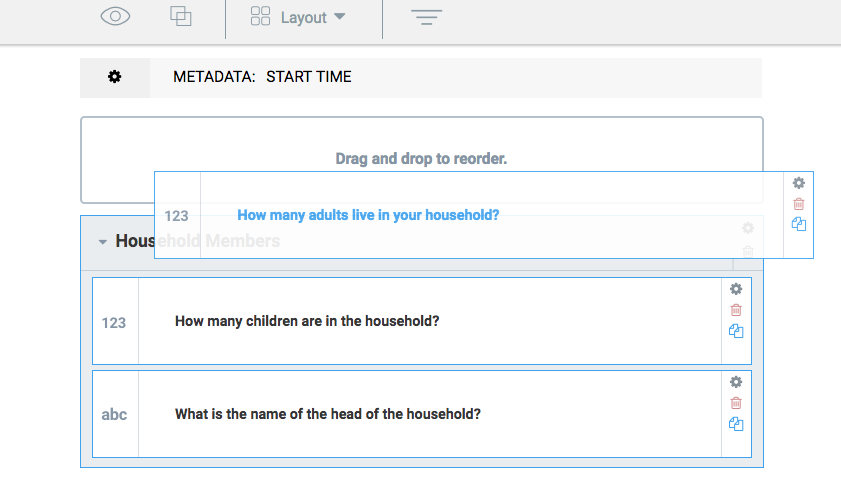 Layout
METADATA: START TIME
Drag and drop to reorder.
123 How many adults live in your household?
Household Members
123 How many children are in the household?
abc What is the name of the head of the household?